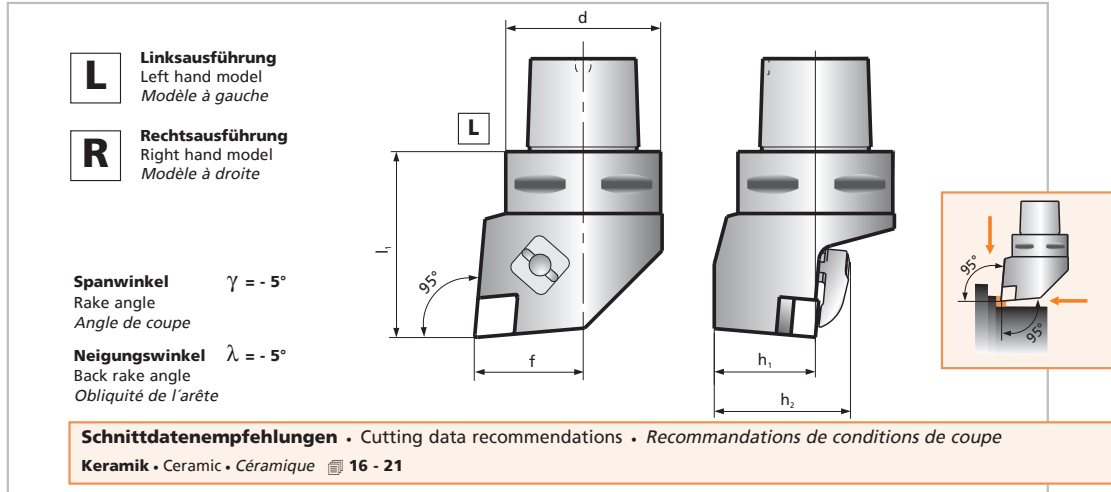 L
Linksausführung
Left hand model
Modèle à gauche
R
Rechtsausführung
Right hand model
Modèle à droite
Spanwinkel γ = - 5°
Rake angle
Angle de coupe
Neigungswinkel λ = - 5°
Back rake angle
Obliquité de l´arête
d
L
l₁
95°
f
h₁
h₂
95°
95°
Schnittdatenempfehlungen • Cutting data recommendations • Recommandations de conditions de coupe
Keramik • Ceramic • Céramique 16 - 21